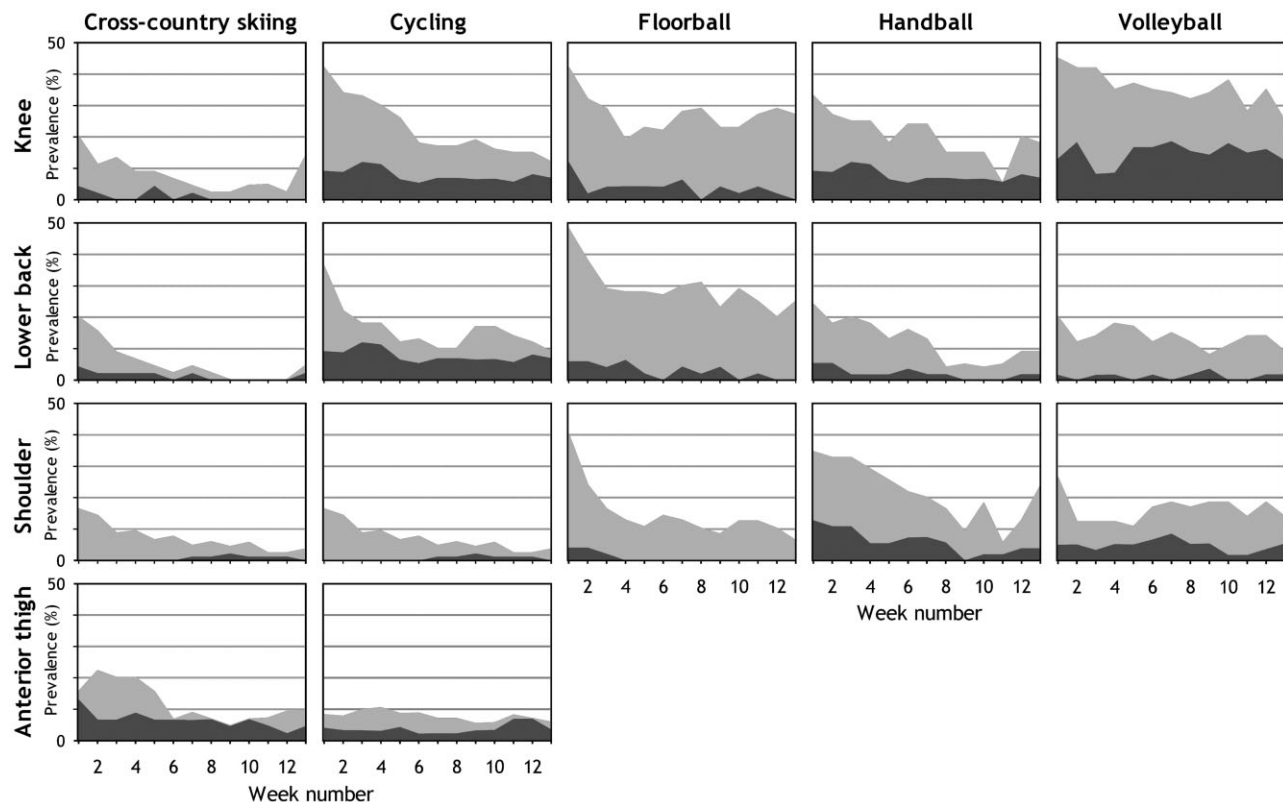 Cross-country skiing Cycling Floorball Handball Volleyball
Knee
Prevalence (%)
50
0
Lower back
Prevalence (%)
50
0
Shoulder
Prevalence (%)
50
0
2 4 6 8 10 12 2 4 6 8 10 12 2 4 6 8 10 12
Week number
Anterior thigh
Prevalence (%)
50
0
2 4 6 8 10 12 2 4 6 8 10 12
Week number